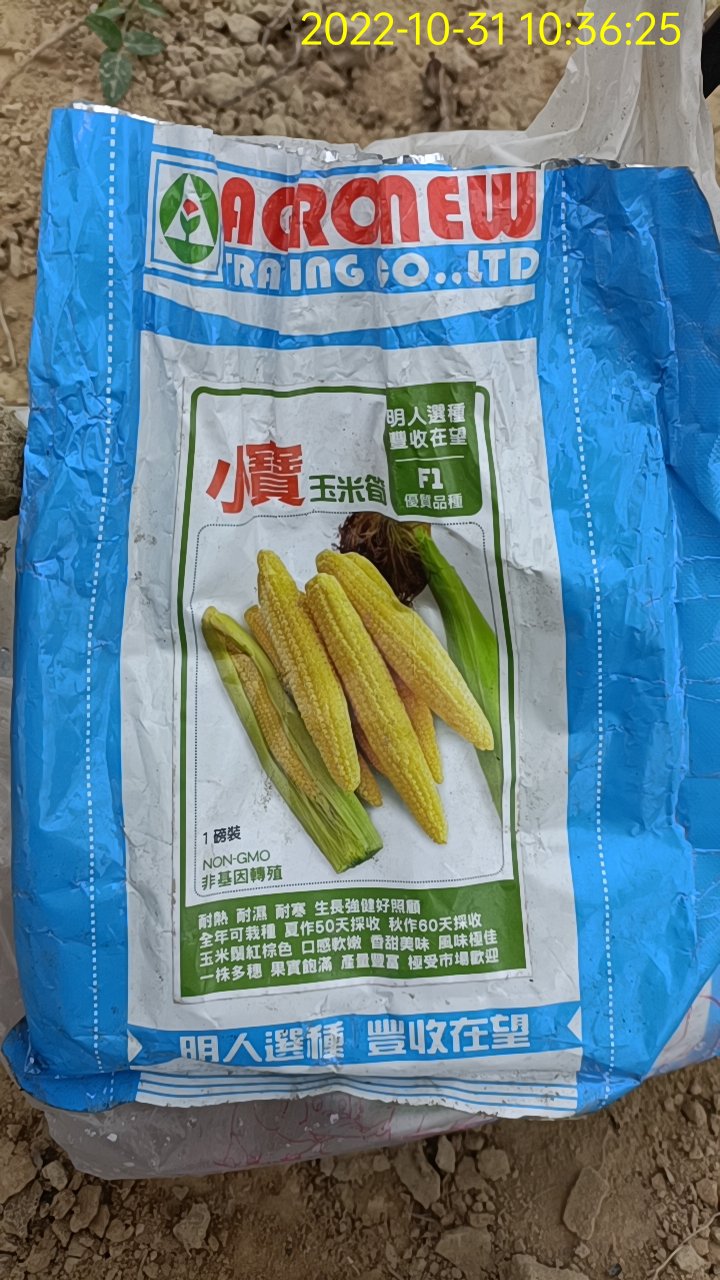 2022-10-31 10:36:25
AGRONEW
TRADING CO.,LTD
明人選種
豐收在望
F1
優質品種
小寶 玉米筍
1磅裝
NON-GMO
非基因轉殖
耐熱 耐濕 耐寒 生長強健好照顧
全年可栽種 夏作50天採收 秋作60天採收
玉米鬚紅棕色 口感軟嫩 香甜美味 風味極佳
一株多穗 果實飽滿 產量豐富 極受市場歡迎
明人選種 豐收在望